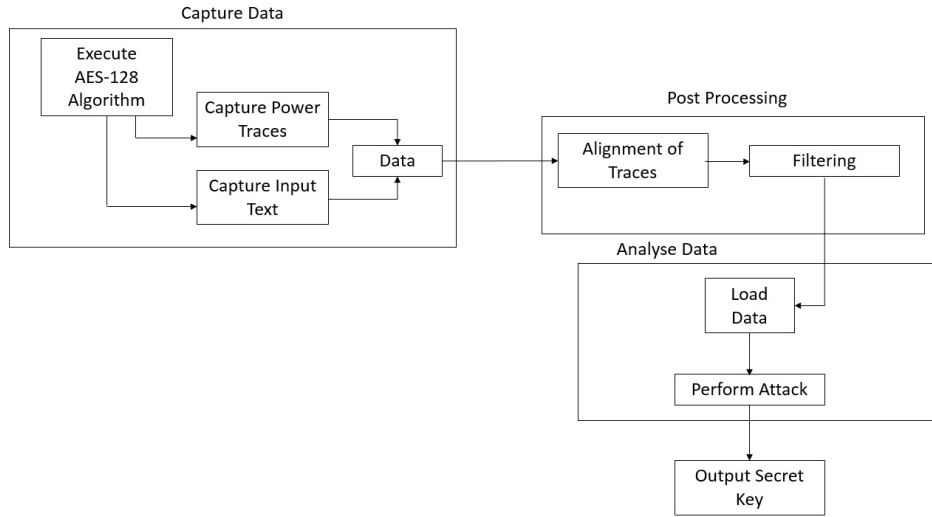 Capture Data
Execute
AES-128
Algorithm
Capture Power
Traces
Data
Capture Input
Text
Post Processing
Alignment of
Traces
Filtering
Analyse Data
Load
Data
Perform Attack
Output Secret
Key